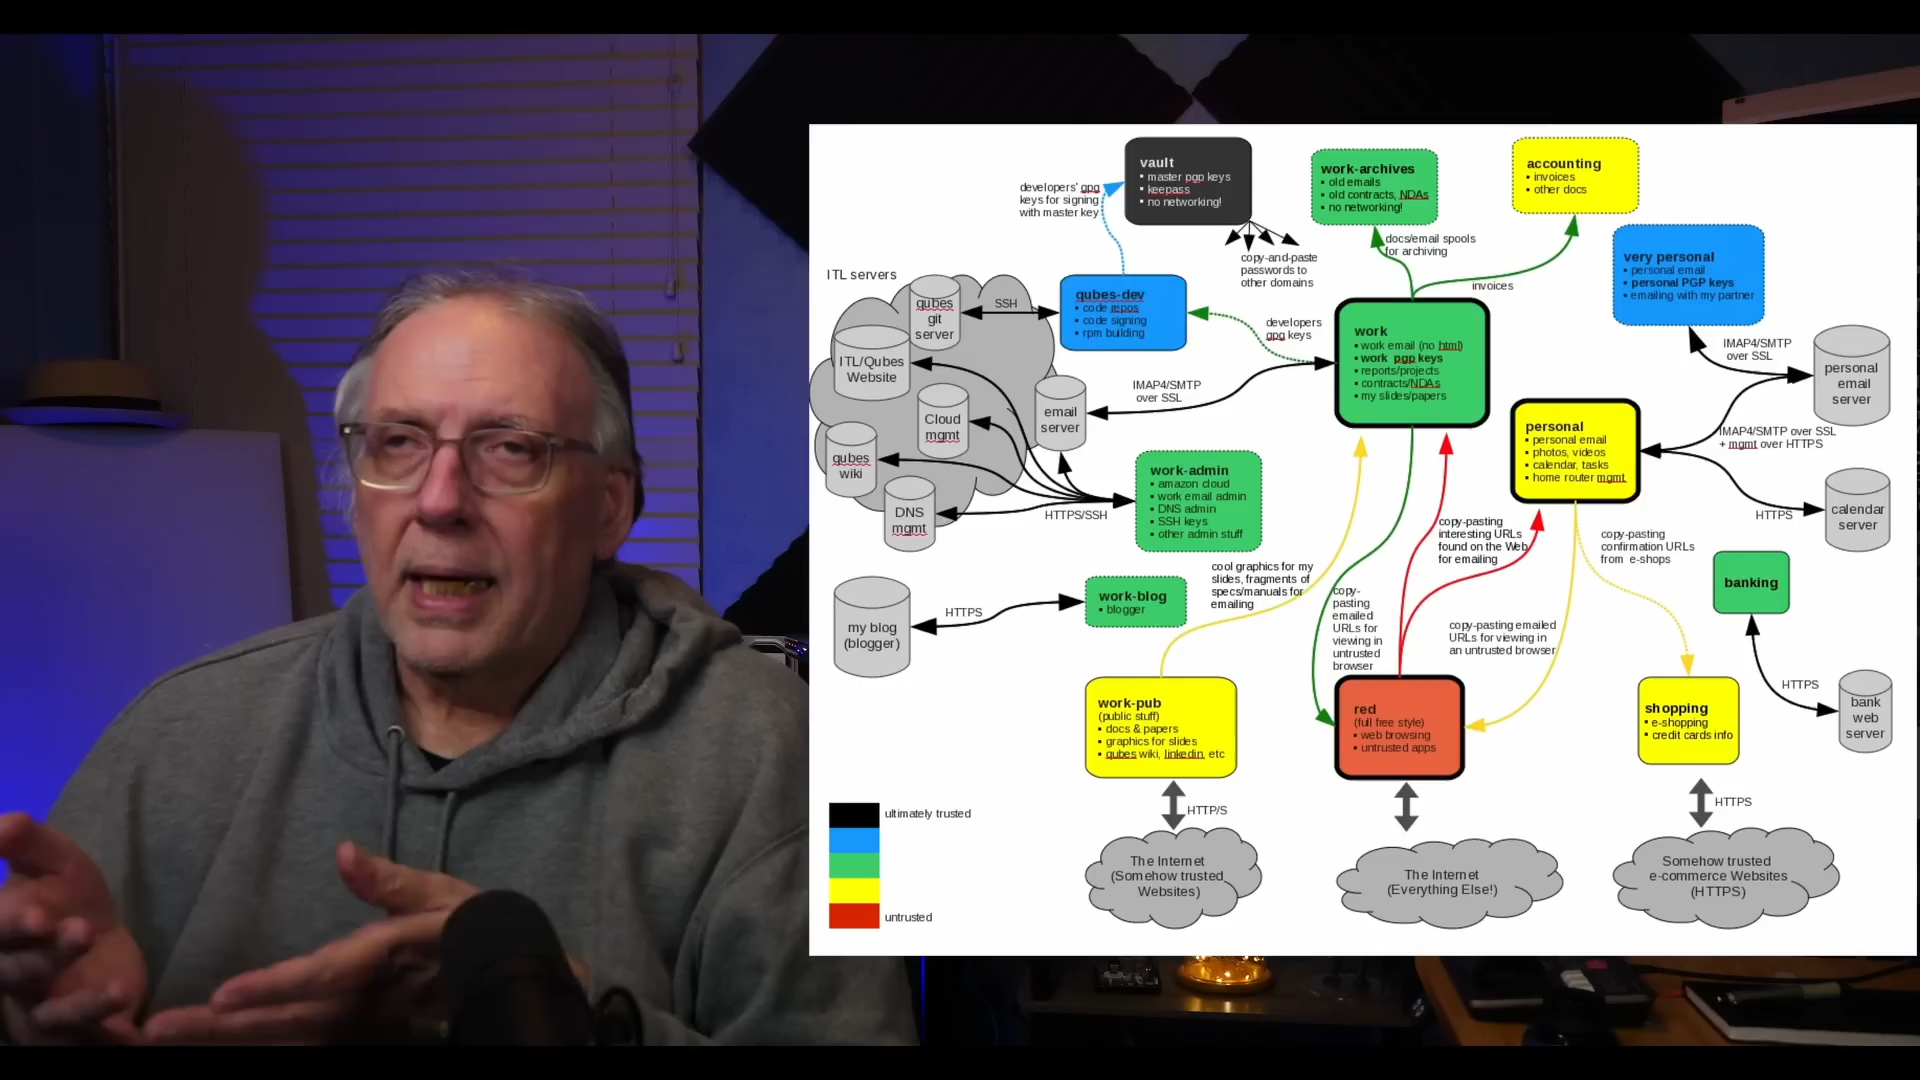 vault
▪ master pgp keys
▪ keepass
▪ no networking!
work-archives
▪ old emails
▪ old contracts, NDAs
▪ no networking!
accounting
▪ invoices
▪ other docs
developers' gpg
keys for signing
with master key
copy-and-paste
passwords to
other domains
docs/email spools
for archiving
invoices
very personal
▪ personal email
▪ personal PGP keys
▪ emailing with my partner
ITL servers
qubes
git
server
SSH
qubes-dev
▪ code repos
▪ code signing
▪ rpm building
developers
gpg keys
work
▪ work email (no html)
▪ work pgp keys
▪ reports/projects
▪ contracts/NDAs
▪ my slides/papers
IMAP4/SMTP
over SSL
personal
email
server
ITL/Qubes
Website
Cloud
mgmt
email
server
IMAP4/SMTP
over SSL
personal
▪ personal email
▪ photos, videos
▪ calendar, tasks
▪ home router mgmt
IMAP4/SMTP over SSL
+ mgmt over HTTPS
qubes
wiki
DNS
mgmt
HTTPS/SSH
work-admin
▪ amazon cloud
▪ work email admin
▪ DNS admin
▪ SSH keys
▪ other admin stuff
HTTPS
calendar
server
copy-pasting
interesting URLs
found on the Web
for emailing
copy-pasting
confirmation URLs
from e-shops
banking
cool graphics for my
slides, fragments of
specs/manuals for
emailing
my blog
(blogger)
HTTPS
work-blog
▪ blogger
copy-
pasting
emailed
URLs for
viewing in
untrusted
browser
copy-pasting emailed
URLs for viewing in
an untrusted browser
HTTPS
bank
web
server
work-pub
(public stuff)
▪ docs & papers
▪ graphics for slides
▪ qubes wiki, linkedin, etc
red
(full free style)
▪ web browsing
▪ untrusted apps
shopping
▪ e-shopping
▪ credit cards info
HTTP/S
HTTPS
ultimately trusted
untrusted
The Internet
(Somehow trusted
Websites)
The Internet
(Everything Else!)
Somehow trusted
e-commerce Websites
(HTTPS)